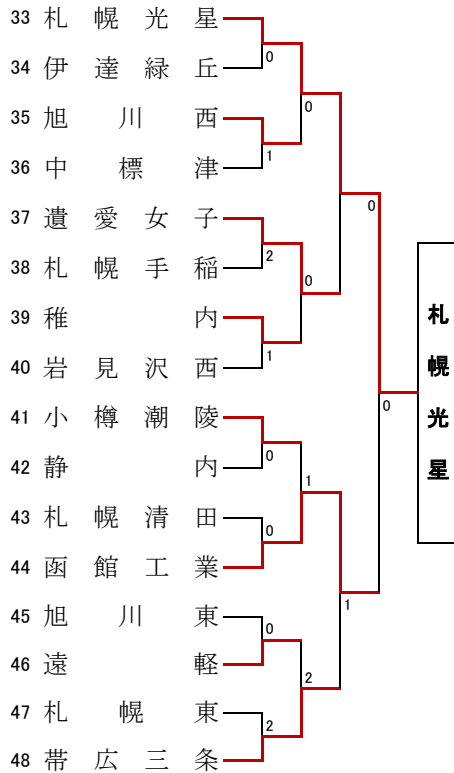 33 札幌光星
34 伊達緑丘
0
0
35 旭川西
36 中標津
1
0
37 遺愛女子
38 札幌手稲
2
0
39 稚内
40 岩見沢西
1
札幌光星
0
41 小樽潮陵
42 静内
0
1
43 札幌清田
44 函館工業
0
1
45 旭川東
46 遠軽
0
2
47 札幌東
48 帯広三条
2